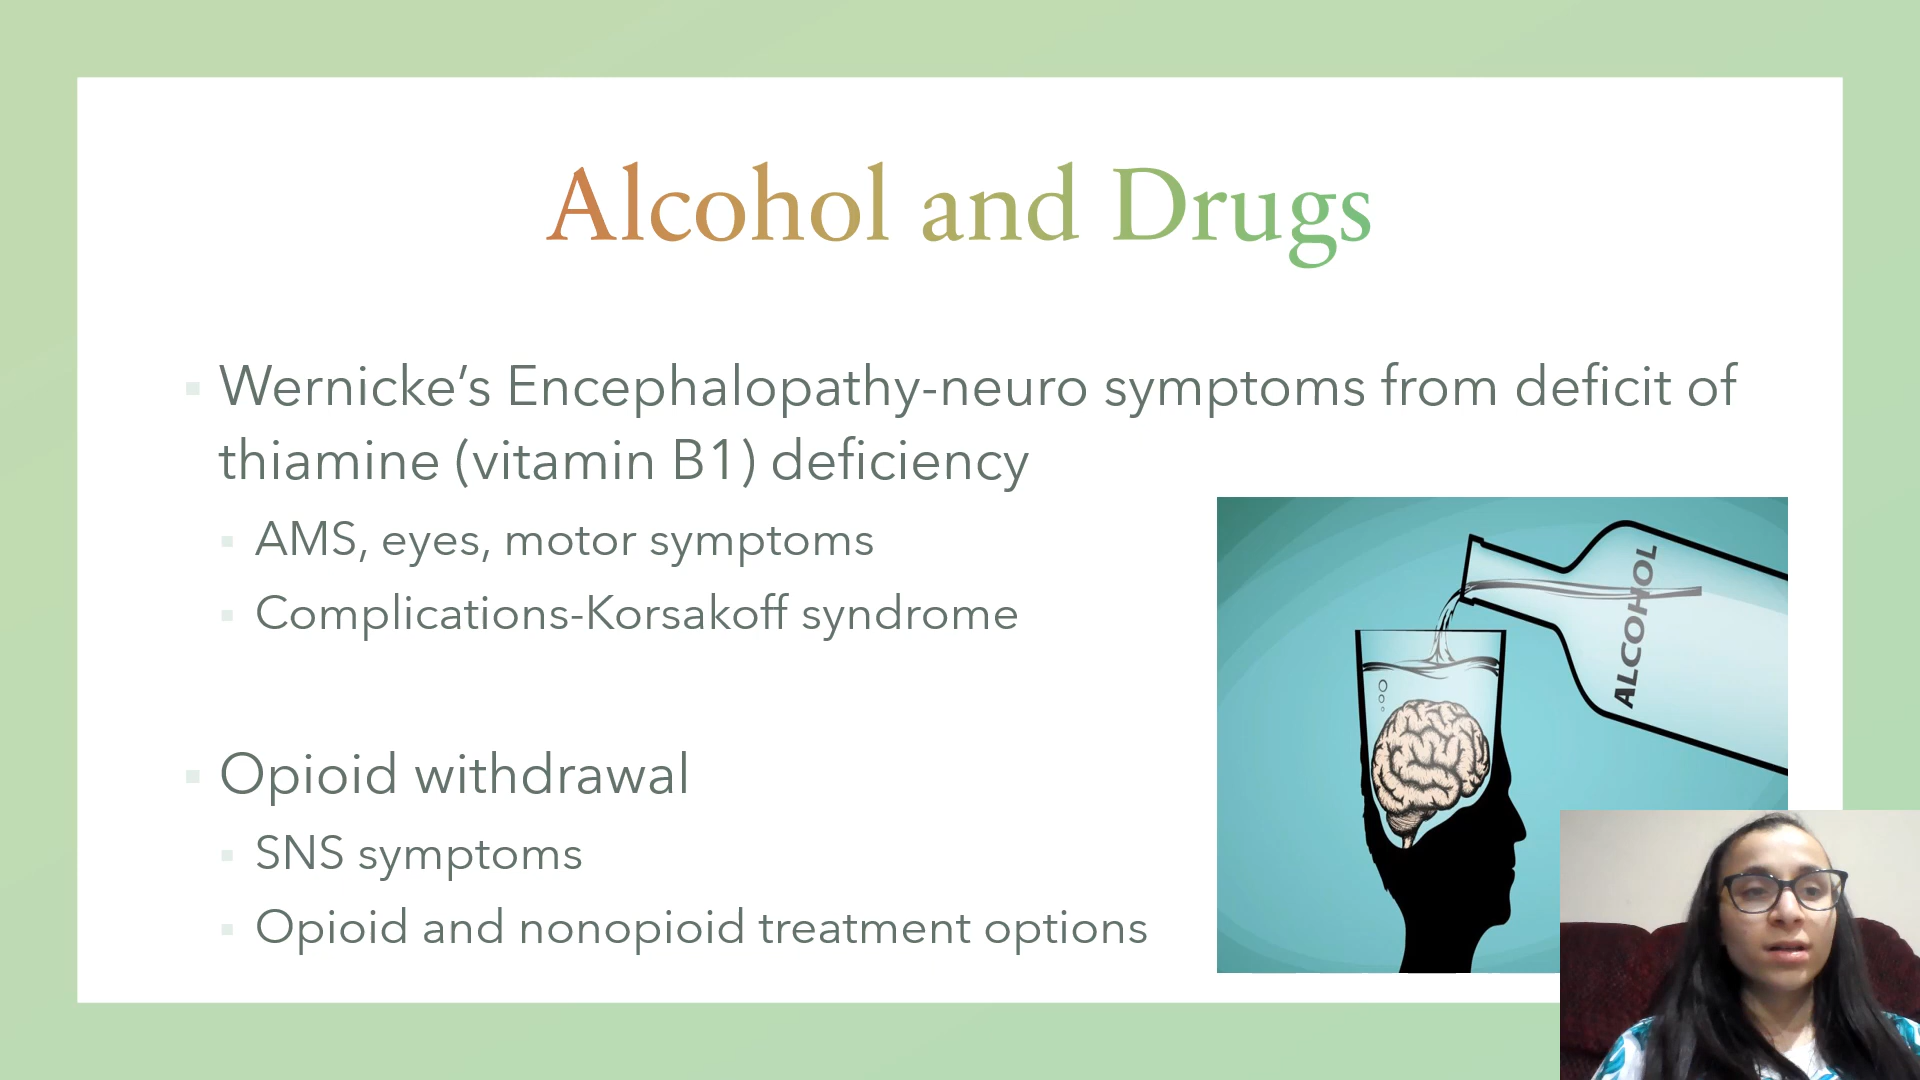 Alcohol and Drugs
Wernicke’s Encephalopathy-neuro symptoms from deficit of
thiamine (vitamin B1) deficiency
AMS, eyes, motor symptoms
Complications-Korsakoff syndrome
ALCOHOL
Opioid withdrawal
SNS symptoms
Opioid and nonopioid treatment options